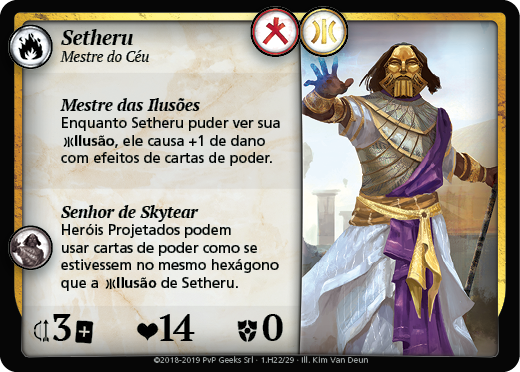 Setheru
Mestre do Céu
Mestre das Ilusões
Enquanto Setheru puder ver sua
Ilusão, ele causa +1 de dano
com efeitos de cartas de poder.
Senhor de Skytear
Heróis Projetados podem
usar cartas de poder como se
estivessem no mesmo hexágono
que a Ilusão de Setheru.
3 14 0
©2018-2019 PvP Geeks Srl · 1.H22/29 · Ill. Kim Van Deun